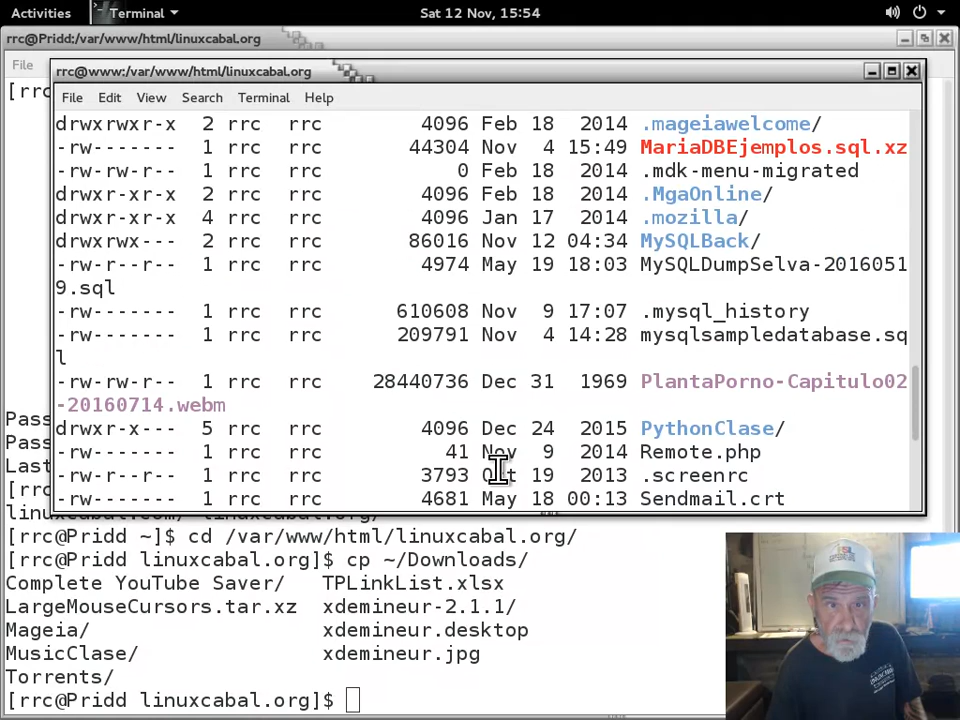 Activities Terminal Sat 12 Nov, 15:54
rrc@Pridd:/var/www/html/linuxcabal.org
File
[rrc
rrc@www:/var/www/html/linuxcabal.org
File Edit View Search Terminal Help
drwxrwxr-x 2 rrc rrc 4096 Feb 18 2014 .mageiawelcome/
-rw------- 1 rrc rrc 44304 Nov 4 15:49 MariaDBEjemplos.sql.xz
-rw-rw-r-- 1 rrc rrc 0 Feb 18 2014 .mdk-menu-migrated
drwxr-xr-x 2 rrc rrc 4096 Feb 18 2014 .MgaOnline/
drwxr-xr-x 4 rrc rrc 4096 Jan 17 2014 .mozilla/
drwxrwx--- 2 rrc rrc 86016 Nov 12 04:34 MySQLBack/
-rw-r--r-- 1 rrc rrc 4974 May 19 18:03 MySQLDumpSelva-2016051
9.sql
-rw------- 1 rrc rrc 610608 Nov 9 17:07 .mysql_history
-rw------- 1 rrc rrc 209791 Nov 4 14:28 mysqlsampledatabase.sq
l
-rw-rw-r-- 1 rrc rrc 28440736 Dec 31 1969 PlantaPorno-Capitulo02
-20160714.webm
drwxr-x--- 5 rrc rrc 4096 Dec 24 2015 PythonClase/
-rw------- 1 rrc rrc 41 Nov 9 2014 Remote.php
-rw-r--r-- 1 rrc rrc 3793 Oct 19 2013 .screenrc
-rw------- 1 rrc rrc 4681 May 18 00:13 Sendmail.crt
Pass
Pass
Last
[rrc
linuxcabal.org/ config/
[rrc@Pridd ~]$ cd /var/www/html/linuxcabal.org/
[rrc@Pridd linuxcabal.org]$ cp ~/Downloads/
Complete YouTube Saver/ TPLinkList.xlsx
LargeMouseCursors.tar.xz xdemineur-2.1.1/
Mageia/ xdemineur.desktop
MusicClase/ xdemineur.jpg
Torrents/
[rrc@Pridd linuxcabal.org]$